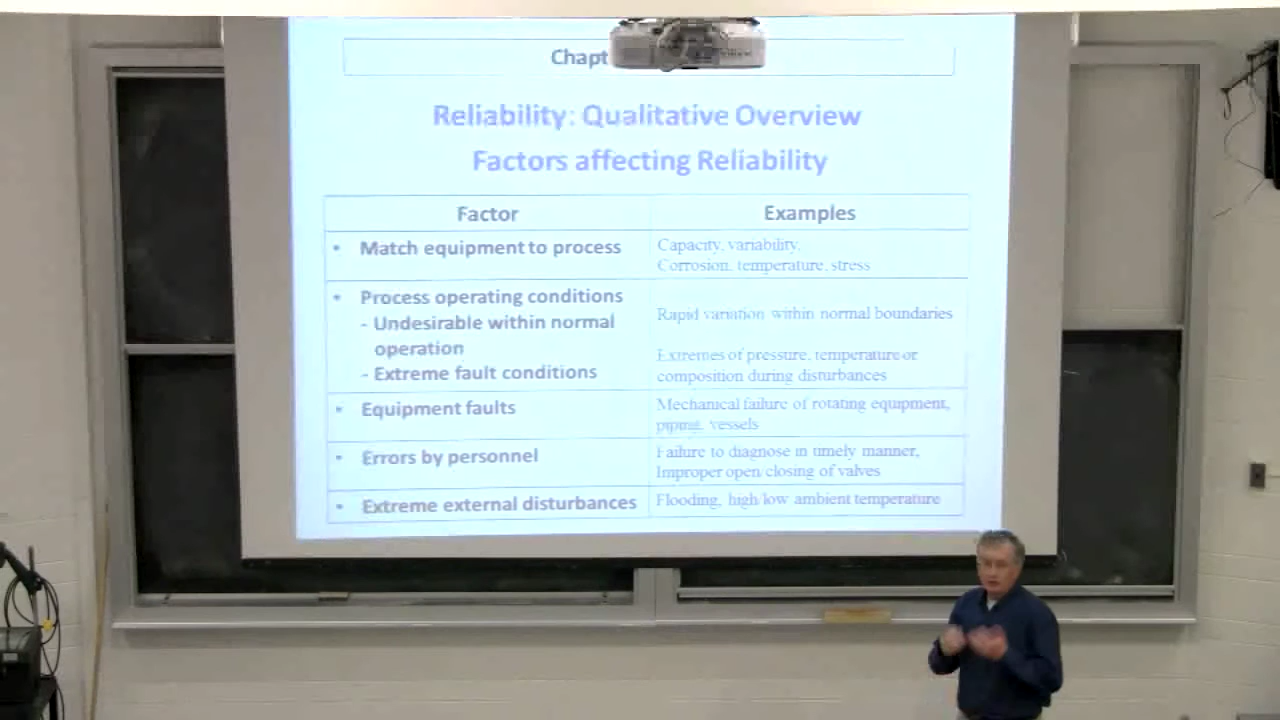 Chapt
Reliability: Qualitative Overview
Factors affecting Reliability
Factor Examples
• Match equipment to process
Capacity, variability,
Corrosion, temperature, stress
• Process operating conditions
- Undesirable within normal
operation
- Extreme fault conditions
Rapid variation within normal boundaries
Extremes of pressure, temperature or
composition during disturbances
• Equipment faults
Mechanical failure of rotating equipment,
piping, vessels
• Errors by personnel
Failure to diagnose in timely manner,
Improper open/closing of valves
• Extreme external disturbances
Flooding, high/low ambient temperature